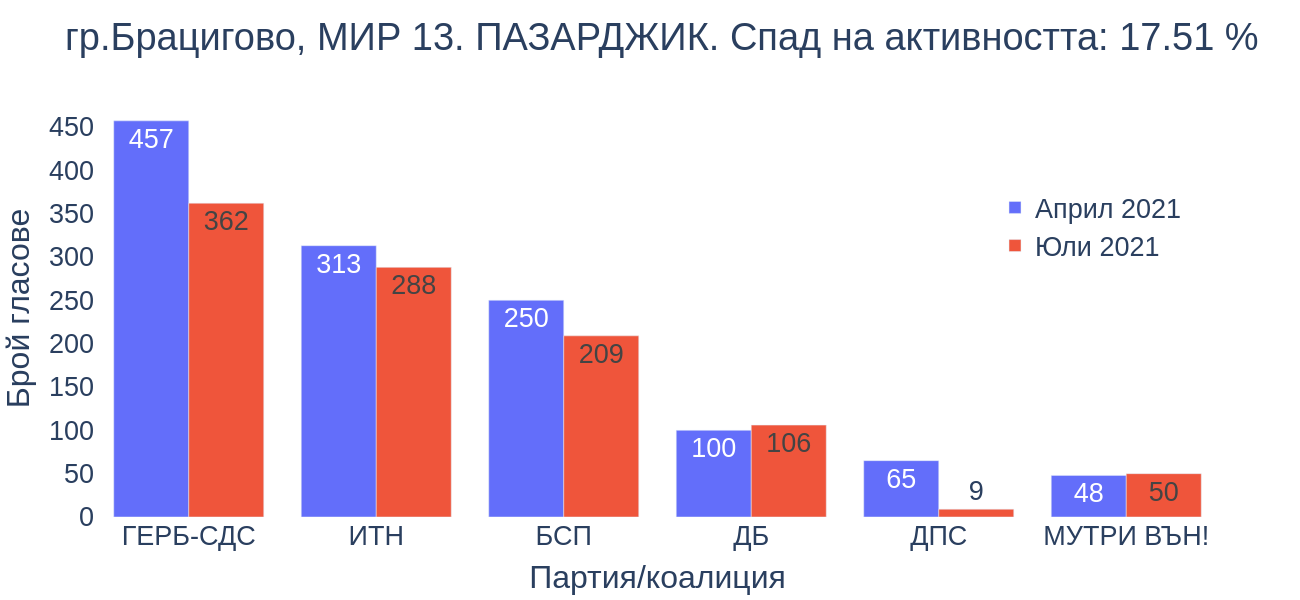 гр.Брацигово, МИР 13. ПАЗАРДЖИК. Спад на активността: 17.51 %
Брой гласове
450
400
350
300
250
200
150
100
50
0
457
362
313
288
250
209
100
106
65
9
48
50
Април 2021
Юли 2021
ГЕРБ-СДС
ИТН
БСП
ДБ
ДПС
МУТРИ ВЪН!
Партия/коалиция